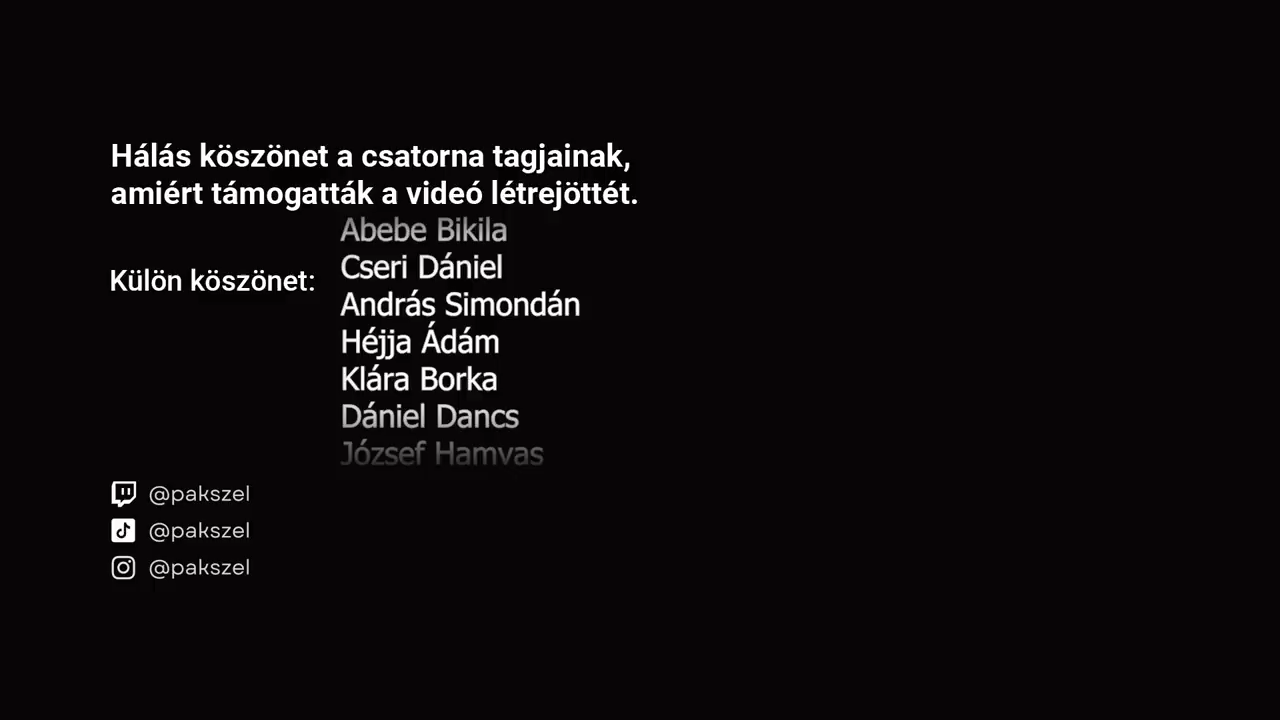 Hálás köszönet a csatorna tagjainak,
amiért támogatták a videó létrejöttét.
Külön köszönet:
Abebe Bikila
Cseri Dániel
András Simondán
Héjja Ádám
Klára Borka
Dániel Dancs
József Hamvas
@pakszel
@pakszel
@pakszel